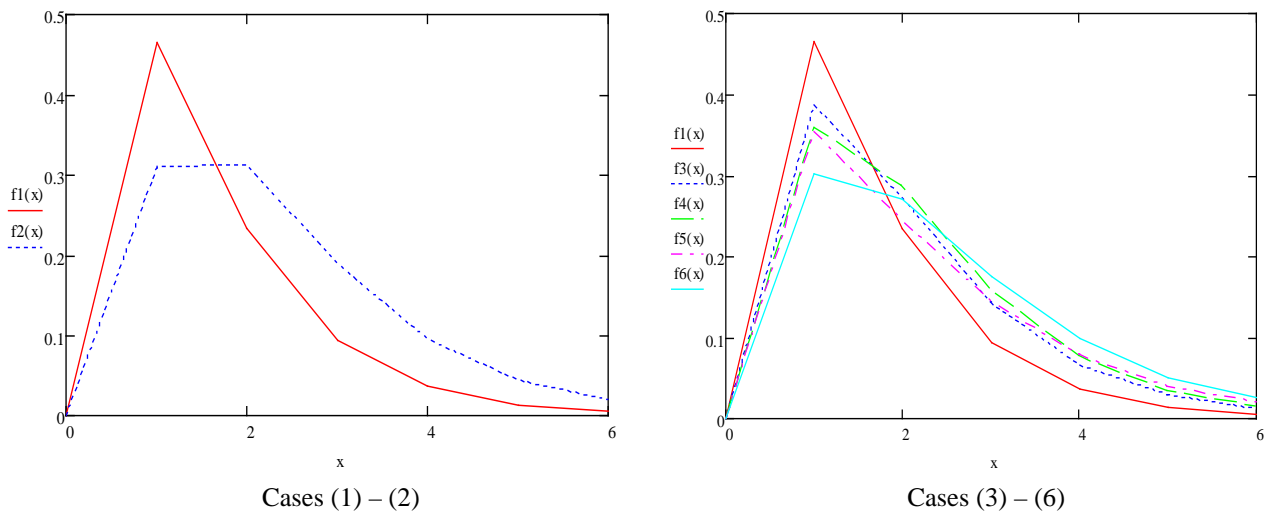 0.5
0.4
0.3
0.2
0.1
0
f1(x)
f2(x)
0
2
4
6
x
Cases (1) – (2)
0.5
0.4
0.3
0.2
0.1
0
f1(x)
f3(x)
f4(x)
f5(x)
f6(x)
0
2
4
6
x
Cases (3) – (6)